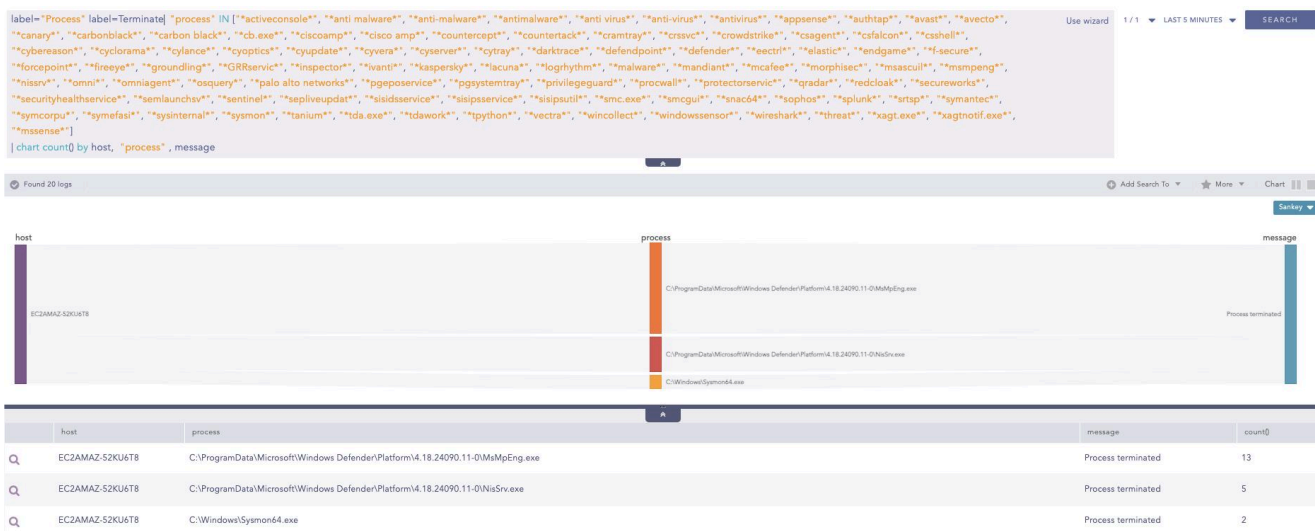 label="Process" label=Terminate "process" IN ["*activeconsole*", "*anti malware*", "*anti-malware*", "*antimalware*", "*anti virus*", "*anti-virus*", "*antivirus*", "*appsense*", "*authtap*", "*avast*", "*avecto*",
"*canary*", "*carbonblack*", "*carbon black*", "*cb.exe*", "*ciscoamp*", "*cisco amp*", "*countercept*", "*countertack*", "*cramtray*", "*crssvc*", "*crowdstrike*", "*csagent*", "*csfalcon*", "*csshell*",
"*cybereason*", "*cyclorama*", "*cylance*", "*cyoptics*", "*cyupdate*", "*cyvera*", "*cyserver*", "*cytray*", "*darktrace*", "*defendpoint*", "*defender*", "*eectrl*", "*elastic*", "*endgame*", "*f-secure*",
"*forcepoint*", "*fireeye*", "*groundling*", "*GRRservic*", "*inspector*", "*ivanti*", "*kaspersky*", "*lacuna*", "*logrhythm*", "*malware*", "*mandiant*", "*mcafee*", "*morphisec*", "*msascuil*", "*msmpeng*",
"*nissrv*", "*omni*", "*omniagent*", "*osquery*", "*palo alto networks*", "*pgeposervice*", "*pgsystemtray*", "*privilegeguard*", "*procwall*", "*protectorservic*", "*qradar*", "*redcloak*", "*secureworks*",
"*securityhealthservice*", "*semlaunchsv*", "*sentinel*", "*sepliveupdat*", "*sisidsservice*", "*sisipsservice*", "*sisipsutil*", "*smc.exe*", "*smcgui*", "*snac64*", "*sophos*", "*splunk*", "*srtsp*", "*symantec*",
"*symcorpu*", "*symefasi*", "*sysinternal*", "*sysmon*", "*tanium*", "*tda.exe*", "*tdawork*", "*tpython*", "*vectra*", "*wincollect*", "*windowssensor*", "*wireshark*", "*threat*", "*xagt.exe*", "*xagtnotif.exe*",
"*mssense*"]
| chart count() by host, "process" , message
Use wizard 1 / 1 LAST 5 MINUTES SEARCH
Found 20 logs
Add Search To More Chart
Sankey
host process message
C:\ProgramData\Microsoft\Windows Defender\Platform\4.18.24090.11-0\MsMpEng.exe
EC2AMAZ-52KU6T8 Process terminated
C:\ProgramData\Microsoft\Windows Defender\Platform\4.18.24090.11-0\NisSrv.exe
C:\Windows\Sysmon64.exe
host process message count()
EC2AMAZ-52KU6T8 C:\ProgramData\Microsoft\Windows Defender\Platform\4.18.24090.11-0\MsMpEng.exe Process terminated 13
EC2AMAZ-52KU6T8 C:\ProgramData\Microsoft\Windows Defender\Platform\4.18.24090.11-0\NisSrv.exe Process terminated 5
EC2AMAZ-52KU6T8 C:\Windows\Sysmon64.exe Process terminated 2